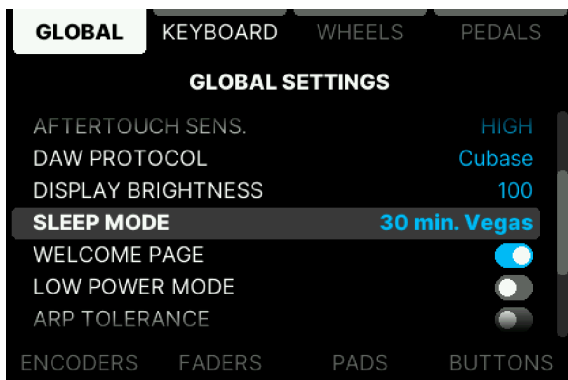 GLOBAL KEYBOARD WHEELS PEDALS
GLOBAL SETTINGS
AFTERTOUCH SENS. HIGH
DAW PROTOCOL Cubase
DISPLAY BRIGHTNESS 100
SLEEP MODE 30 min. Vegas
WELCOME PAGE
LOW POWER MODE
ARP TOLERANCE
ENCODERS FADERS PADS BUTTONS